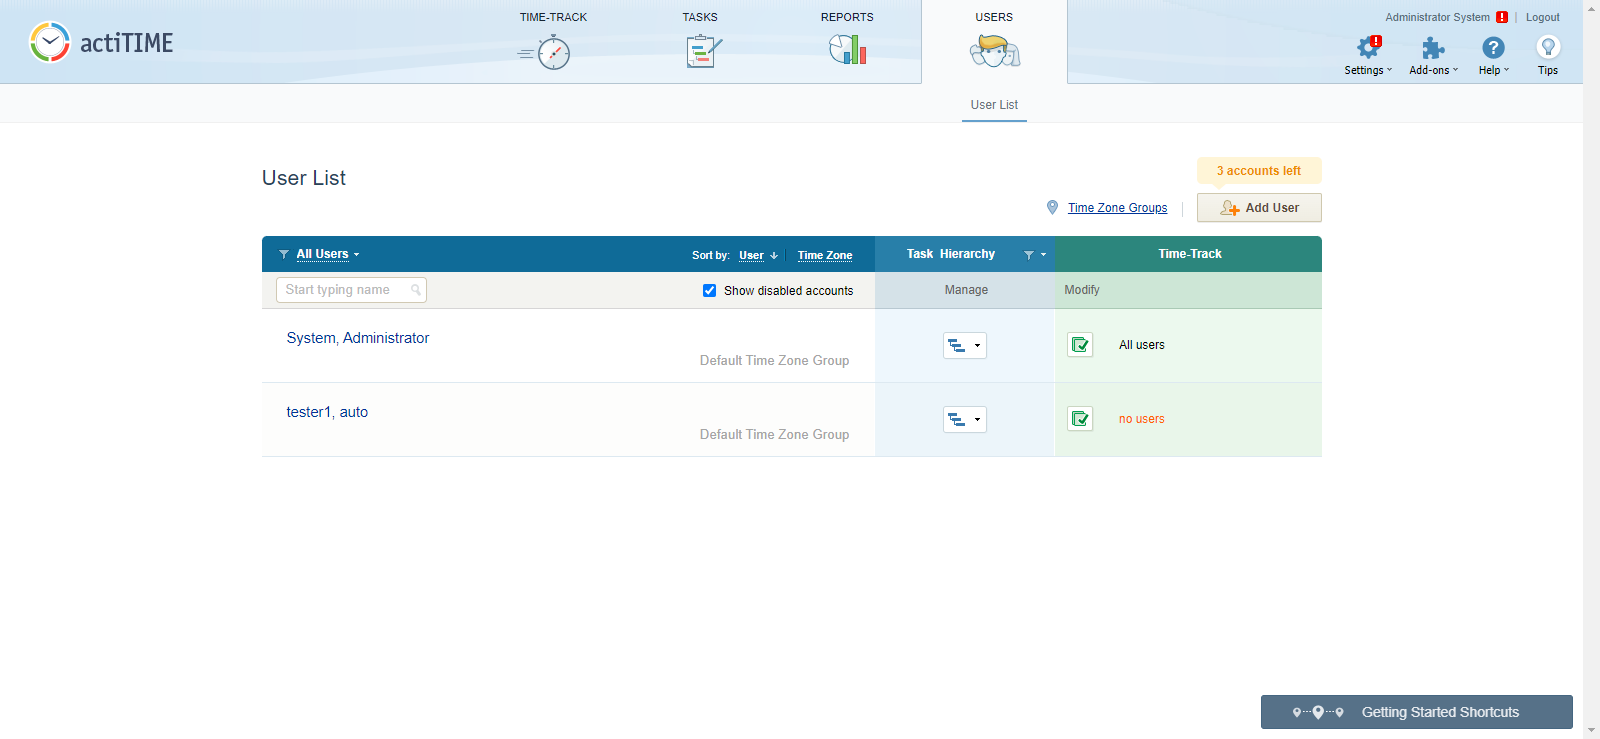 actiTIME
TIME-TRACK
TASKS
REPORTS
USERS
Administrator System ! | Logout
Settings
Add-ons
Help
Tips
User List
User List
3 accounts left
Time Zone Groups
Add User
All Users
Sort by: User Time Zone
Task Hierarchy
Time-Track
Start typing name
Show disabled accounts
Manage
Modify
System, Administrator
Default Time Zone Group
All users
tester1, auto
Default Time Zone Group
no users
Getting Started Shortcuts